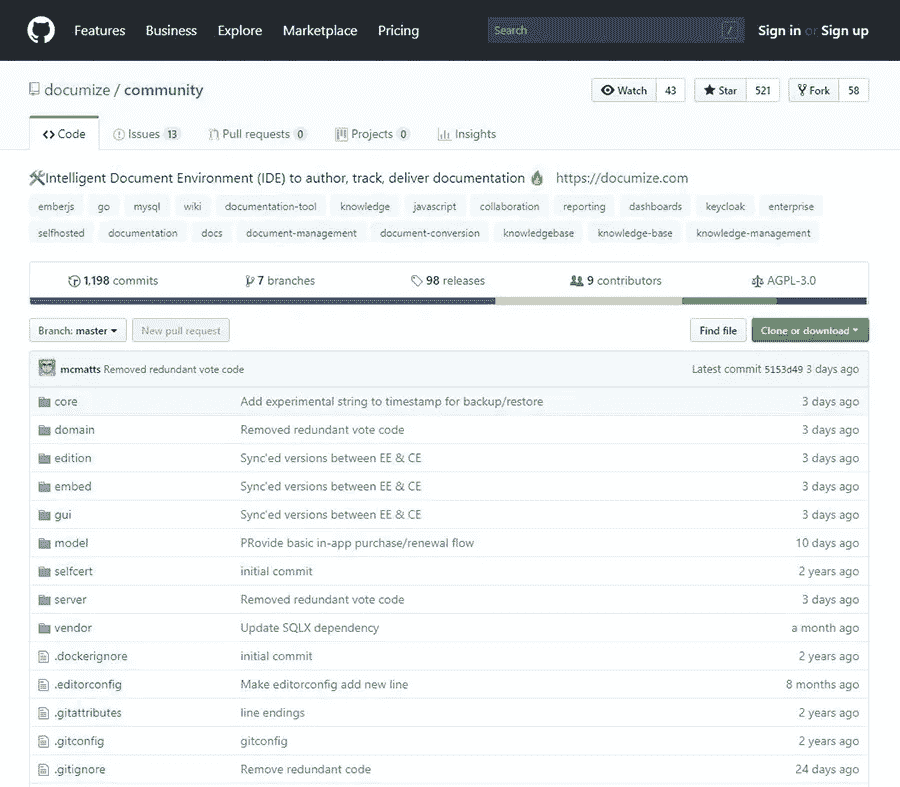 Features Business Explore Marketplace Pricing Search / Sign in or Sign up
documize / community Watch 43 Star 521 Fork 58
Code Issues 13 Pull requests 0 Projects 0 Insights
Intelligent Document Environment (IDE) to author, track, deliver documentation https://documize.com
emberjs go mysql wiki documentation-tool knowledge javascript collaboration reporting dashboards keycloak enterprise
selfhosted documentation docs document-management document-conversion knowledgebase knowledge-base knowledge-management
1,198 commits 7 branches 98 releases 9 contributors AGPL-3.0
Branch: master New pull request Find file Clone or download
mcmatts Removed redundant vote code Latest commit 5153d49 3 days ago
core Add experimental string to timestamp for backup/restore 3 days ago
domain Removed redundant vote code 3 days ago
edition Sync'ed versions between EE & CE 3 days ago
embed Sync'ed versions between EE & CE 3 days ago
gui Sync'ed versions between EE & CE 3 days ago
model PRovide basic in-app purchase/renewal flow 10 days ago
selfcert initial commit 2 years ago
server Removed redundant vote code 3 days ago
vendor Update SQLX dependency a month ago
.dockerignore initial commit 2 years ago
.editorconfig Make editorconfig add new line 8 months ago
.gitattributes line endings 2 years ago
.gitconfig gitconfig 2 years ago
.gitignore Remove redundant code 24 days ago